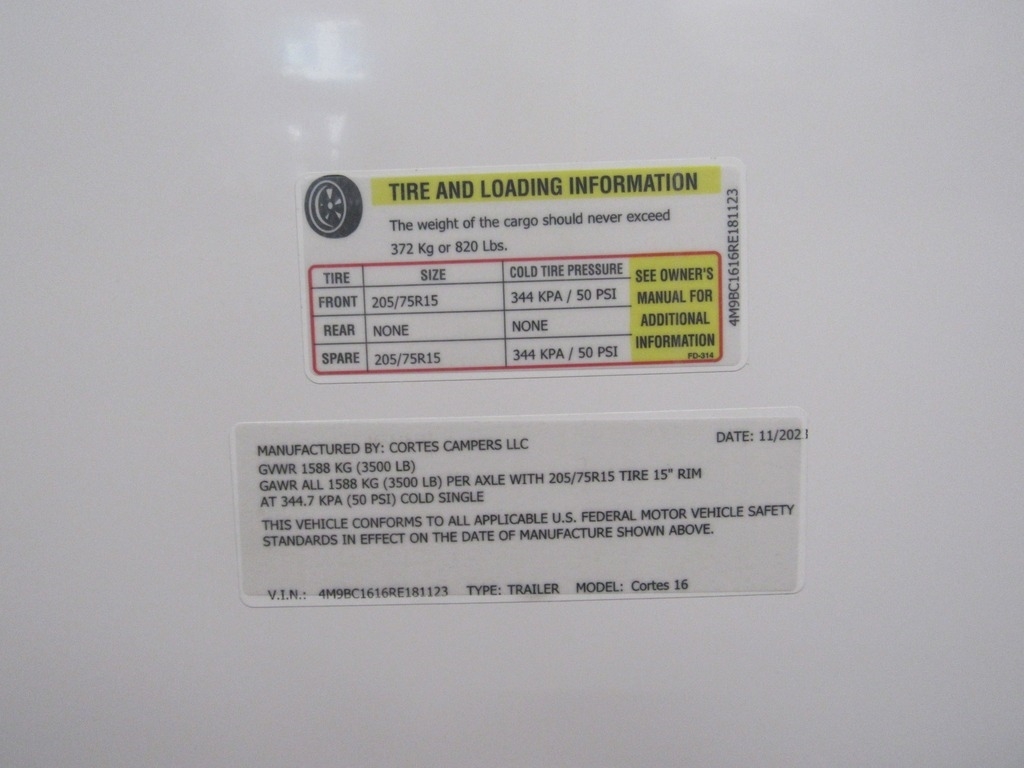 TIRE AND LOADING INFORMATION
The weight of the cargo should never exceed
372 Kg or 820 Lbs.
TIRE SIZE COLD TIRE PRESSURE
FRONT 205/75R15 344 KPA / 50 PSI
REAR NONE NONE
SPARE 205/75R15 344 KPA / 50 PSI
SEE OWNER'S
MANUAL FOR
ADDITIONAL
INFORMATION
FD-314
4M9BC1616RE181123
MANUFACTURED BY: CORTES CAMPERS LLC DATE: 11/2023
GVWR 1588 KG (3500 LB)
GAWR ALL 1588 KG (3500 LB) PER AXLE WITH 205/75R15 TIRE 15" RIM
AT 344.7 KPA (50 PSI) COLD SINGLE
THIS VEHICLE CONFORMS TO ALL APPLICABLE U.S. FEDERAL MOTOR VEHICLE SAFETY
STANDARDS IN EFFECT ON THE DATE OF MANUFACTURE SHOWN ABOVE.
V.I.N.: 4M9BC1616RE181123 TYPE: TRAILER MODEL: Cortes 16